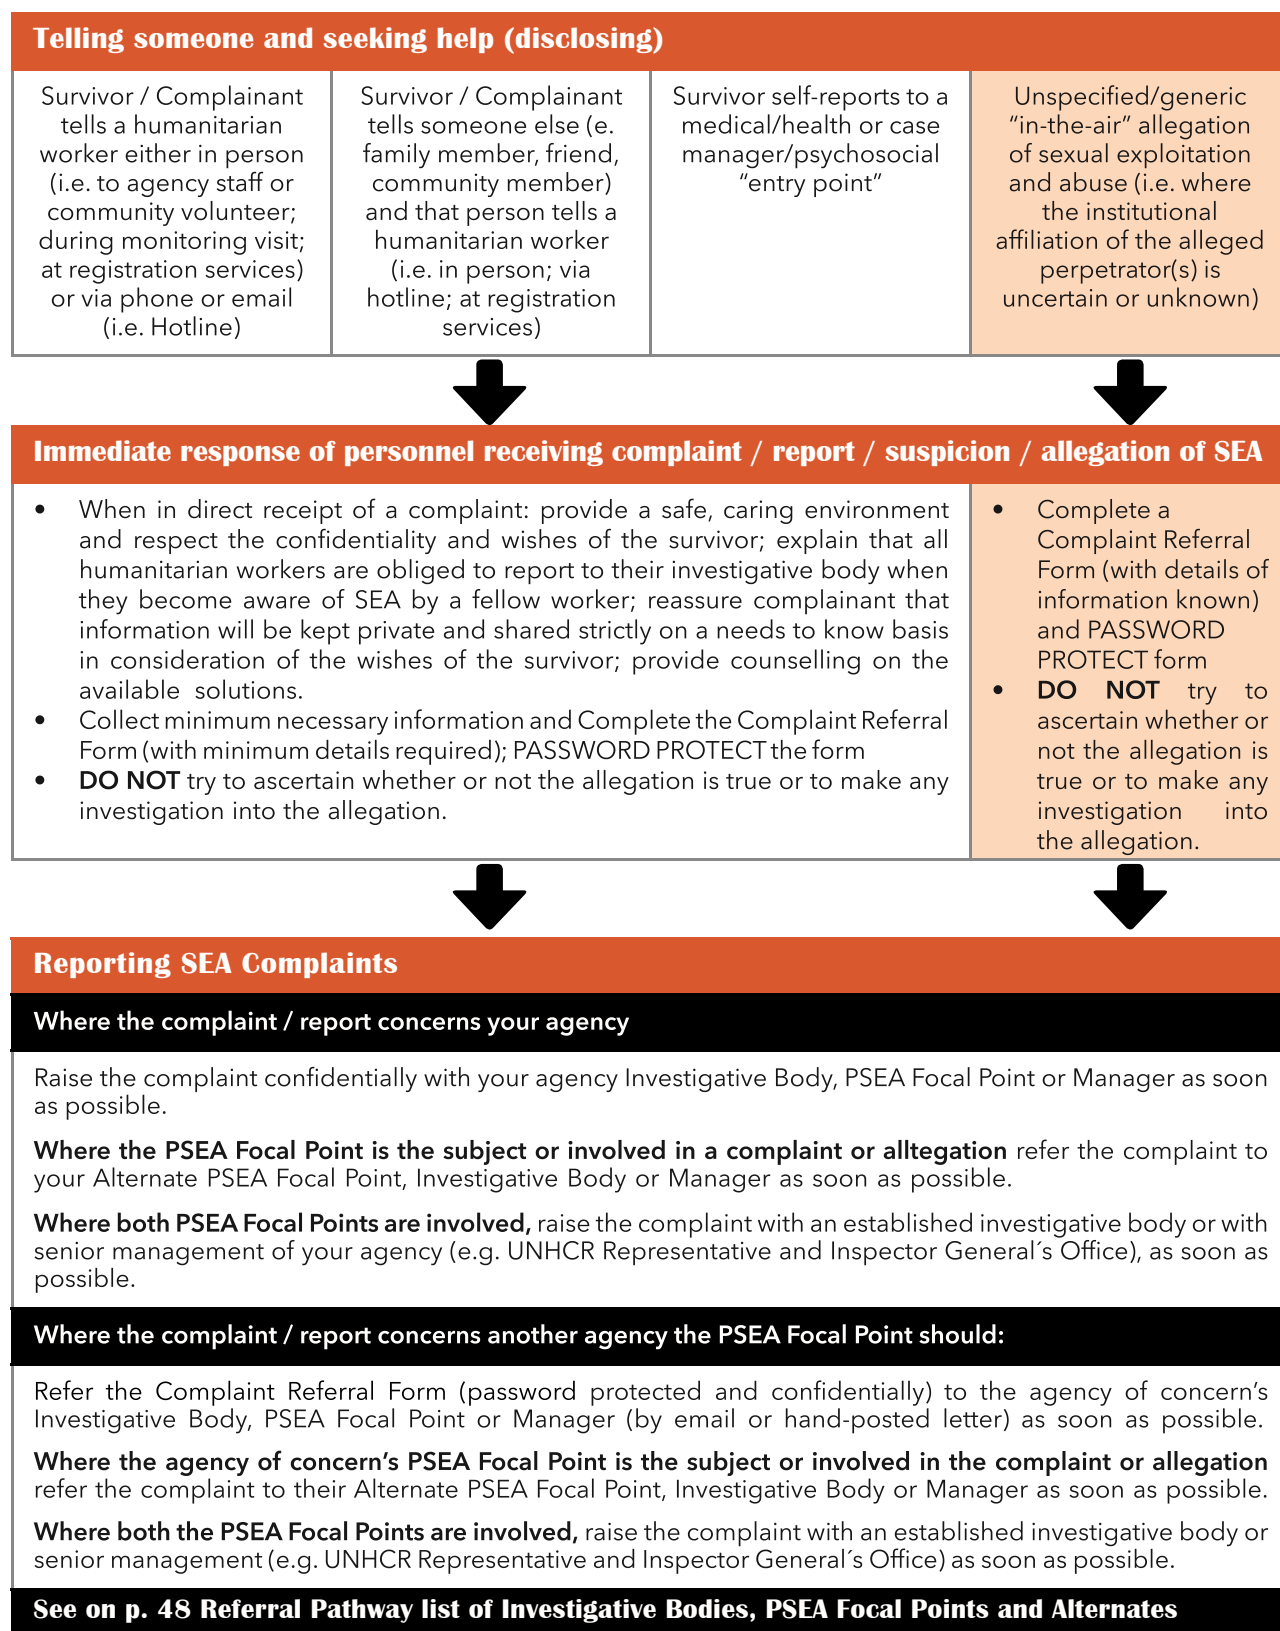 Telling someone and seeking help (disclosing)
Survivor / Complainant
tells a humanitarian
worker either in person
(i.e. to agency staff or
community volunteer;
during monitoring visit;
at registration services)
or via phone or email
(i.e. Hotline)
Survivor / Complainant
tells someone else (e.
family member, friend,
community member)
and that person tells a
humanitarian worker
(i.e. in person; via
hotline; at registration
services)
Survivor self-reports to a
medical/health or case
manager/psychosocial
“entry point”
Unspecified/generic
“in-the-air” allegation
of sexual exploitation
and abuse (i.e. where
the institutional
affiliation of the alleged
perpetrator(s) is
uncertain or unknown)
Immediate response of personnel receiving complaint / report / suspicion / allegation of SEA
• When in direct receipt of a complaint: provide a safe, caring environment
and respect the confidentiality and wishes of the survivor; explain that all
humanitarian workers are obliged to report to their investigative body when
they become aware of SEA by a fellow worker; reassure complainant that
information will be kept private and shared strictly on a needs to know basis
in consideration of the wishes of the survivor; provide counselling on the
available solutions.
• Collect minimum necessary information and Complete the Complaint Referral
Form (with minimum details required); PASSWORD PROTECT the form
• DO NOT try to ascertain whether or not the allegation is true or to make any
investigation into the allegation.
• Complete a
Complaint Referral
Form (with details of
information known)
and PASSWORD
PROTECT form
• DO NOT try to
ascertain whether or
not the allegation is
true or to make any
investigation into
the allegation.
Reporting SEA Complaints
Where the complaint / report concerns your agency
Raise the complaint confidentially with your agency Investigative Body, PSEA Focal Point or Manager as soon
as possible.
Where the PSEA Focal Point is the subject or involved in a complaint or alltegation refer the complaint to
your Alternate PSEA Focal Point, Investigative Body or Manager as soon as possible.
Where both PSEA Focal Points are involved, raise the complaint with an established investigative body or with
senior management of your agency (e.g. UNHCR Representative and Inspector General´s Office), as soon as
possible.
Where the complaint / report concerns another agency the PSEA Focal Point should:
Refer the Complaint Referral Form (password protected and confidentially) to the agency of concern’s
Investigative Body, PSEA Focal Point or Manager (by email or hand-posted letter) as soon as possible.
Where the agency of concern’s PSEA Focal Point is the subject or involved in the complaint or allegation
refer the complaint to their Alternate PSEA Focal Point, Investigative Body or Manager as soon as possible.
Where both the PSEA Focal Points are involved, raise the complaint with an established investigative body or
senior management (e.g. UNHCR Representative and Inspector General´s Office) as soon as possible.
See on p. 48 Referral Pathway list of Investigative Bodies, PSEA Focal Points and Alternates